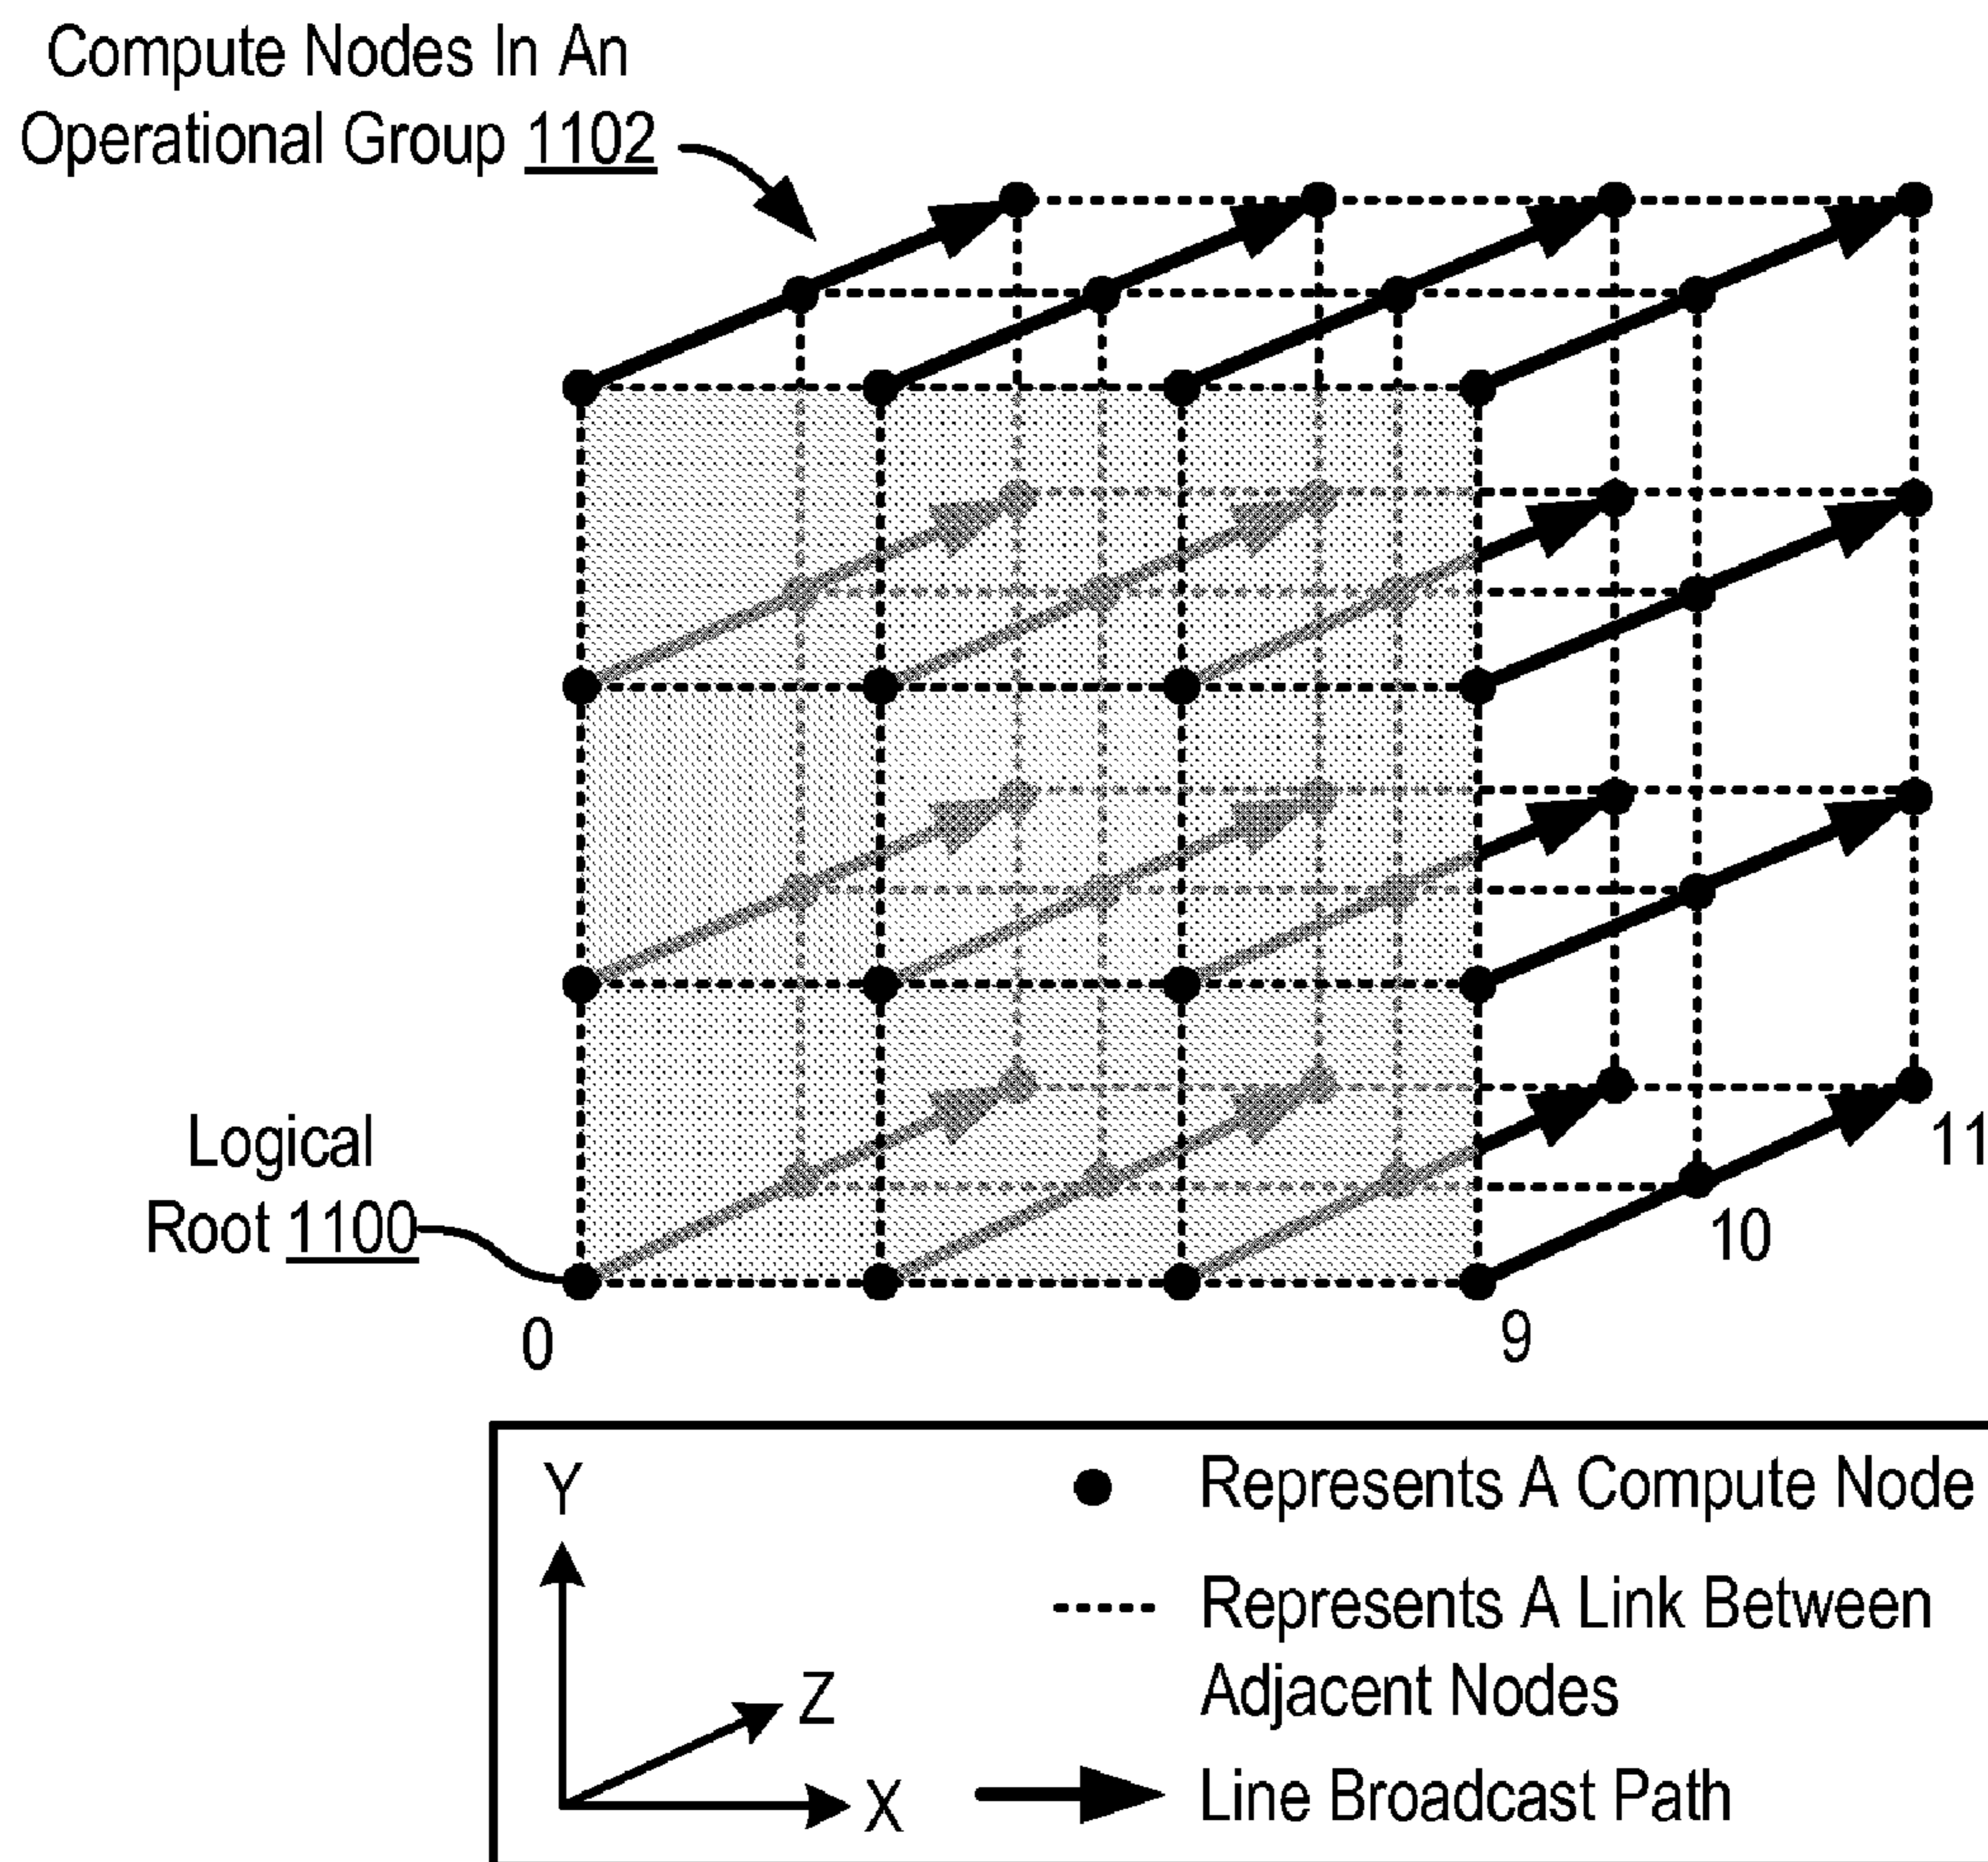 Compute Nodes In An
Operational Group 1102
Logical
Root 1100
0
9
10
11
Y
Z
X
Represents A Compute Node
Represents A Link Between
Adjacent Nodes
Line Broadcast Path